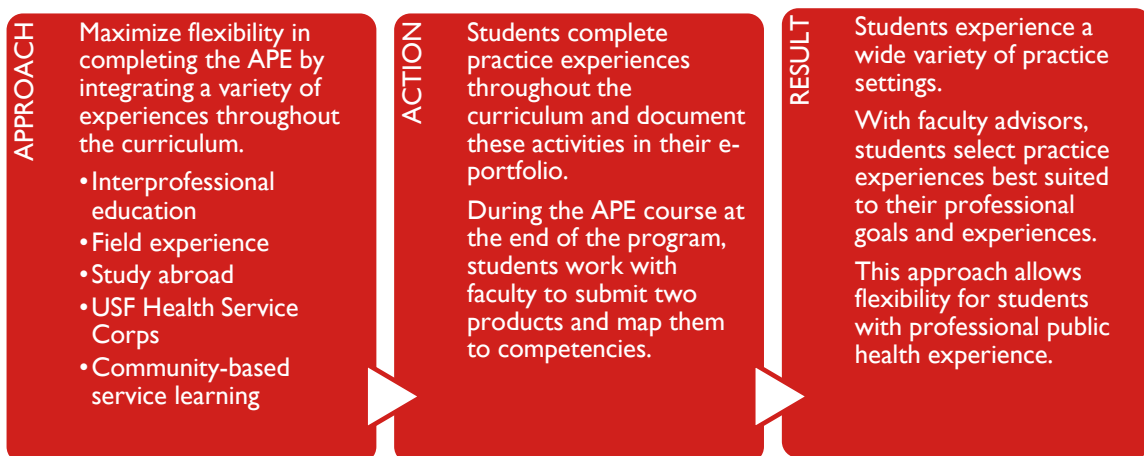 APPROACH
Maximize flexibility in
completing the APE by
integrating a variety of
experiences throughout
the curriculum.
•Interprofessional
education
•Field experience
•Study abroad
•USF Health Service
Corps
•Community-based
service learning
ACTION
Students complete
practice experiences
throughout the
curriculum and document
these activities in their e-
portfolio.
During the APE course at
the end of the program,
students work with
faculty to submit two
products and map them
to competencies.
RESULT
Students experience a
wide variety of practice
settings.
With faculty advisors,
students select practice
experiences best suited
to their professional
goals and experiences.
This approach allows
flexibility for students
with professional public
health experience.